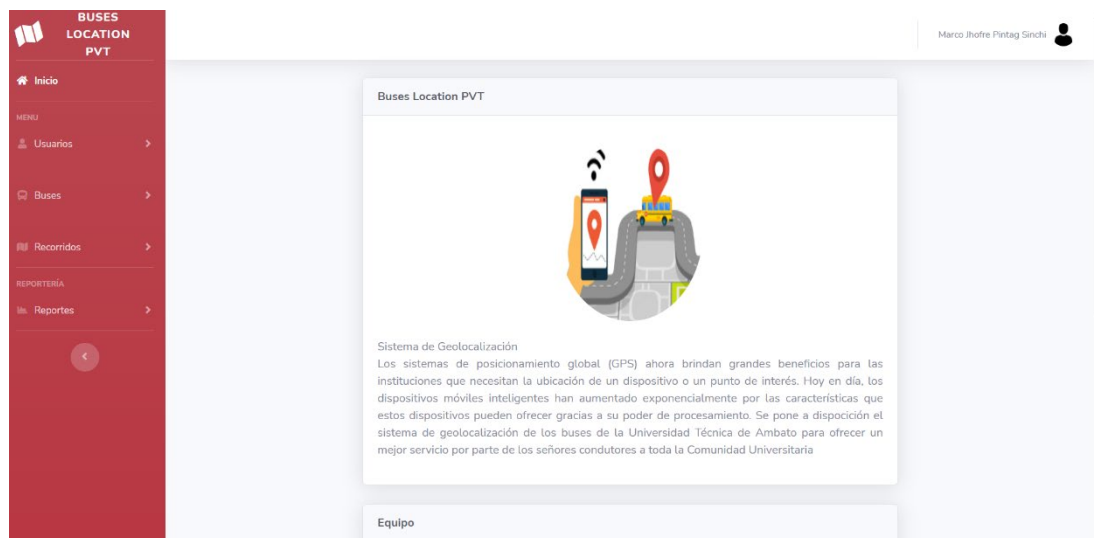 BUSES
LOCATION
PVT
Marco Jhofre Pintag Sinchi
Inicio
MENU
Usuarios
Buses
Recorridos
REPORTERÍA
Reportes
Buses Location PVT
Sistema de Geolocalización
Los sistemas de posicionamiento global (GPS) ahora brindan grandes beneficios para las
instituciones que necesitan la ubicación de un dispositivo o un punto de interés. Hoy en día, los
dispositivos móviles inteligentes han aumentado exponencialmente por las características que
estos dispositivos pueden ofrecer gracias a su poder de procesamiento. Se pone a dispocición el
sistema de geolocalización de los buses de la Universidad Técnica de Ambato para ofrecer un
mejor servicio por parte de los señores condutores a toda la Comunidad Universitaria
Equipo